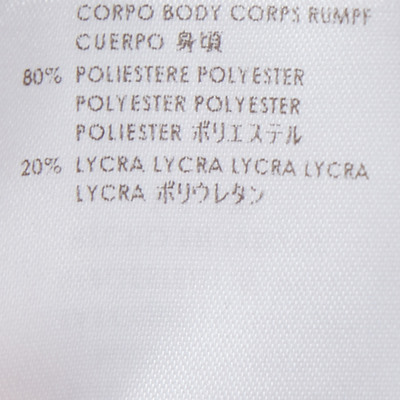 CORPO BODY CORPS RUMPF
CUERPO 身頃
80% POLIESTERE POLYESTER
POLYESTER POLYESTER
POLIESTER ポリエステル
20% LYCRA LYCRA LYCRA LYCRA
LYCRA ポリウレタン